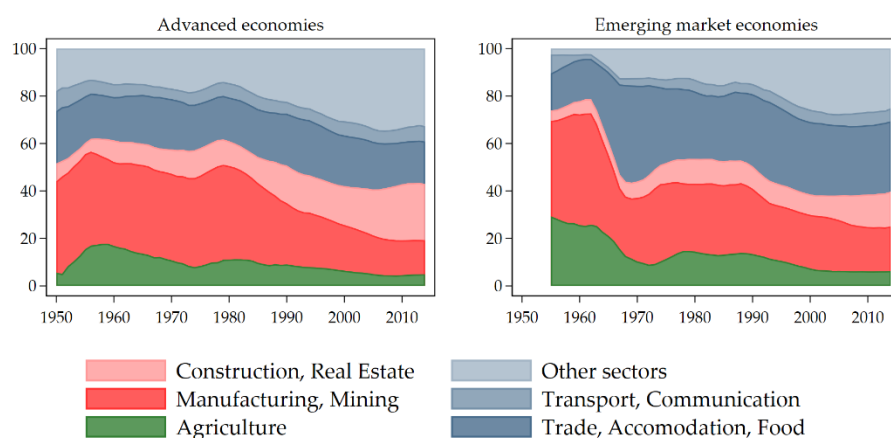 Advanced economies
100
80
60
40
20
0
1950 1960 1970 1980 1990 2000 2010
Emerging market economies
100
80
60
40
20
0
1950 1960 1970 1980 1990 2000 2010
Construction, Real Estate
Manufacturing, Mining
Agriculture
Other sectors
Transport, Communication
Trade, Accomodation, Food